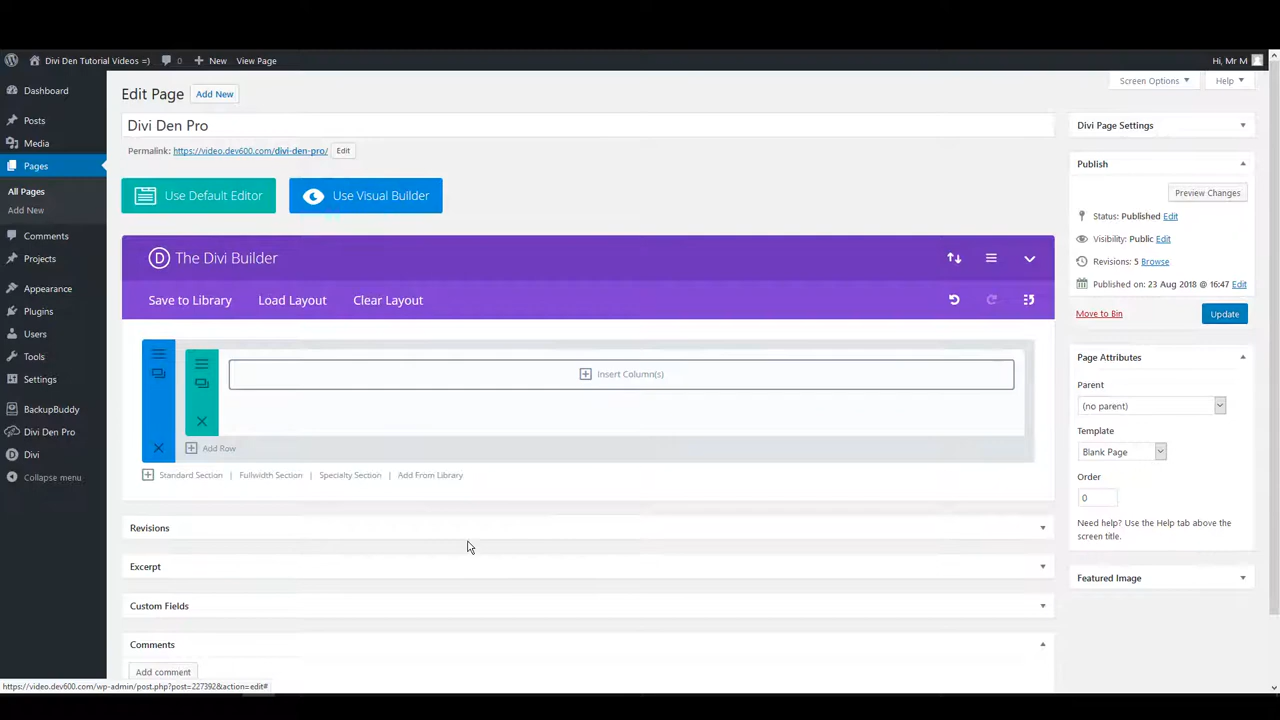 Divi Den Tutorial Videos =) 0 New View Page Hi, Mr M
Screen Options Help
Dashboard
Posts
Media
Pages
All Pages
Add New
Comments
Projects
Appearance
Plugins
Users
Tools
Settings
BackupBuddy
Divi Den Pro
Divi
Collapse menu
Edit Page Add New
Divi Den Pro
Permalink: https://video.dev600.com/divi-den-pro/ Edit
Use Default Editor Use Visual Builder
The Divi Builder
Save to Library Load Layout Clear Layout
Insert Column(s)
Add Row
Standard Section | Fullwidth Section | Specialty Section | Add From Library
Revisions
Excerpt
Custom Fields
Comments
Add comment
Divi Page Settings
Publish
Preview Changes
Status: Published Edit
Visibility: Public Edit
Revisions: 5 Browse
Published on: 23 Aug 2018 @ 16:47 Edit
Move to Bin Update
Page Attributes
Parent
(no parent)
Template
Blank Page
Order
0
Need help? Use the Help tab above the
screen title.
Featured Image
https://video.dev600.com/wp-admin/post.php?post=227392&action=edit#